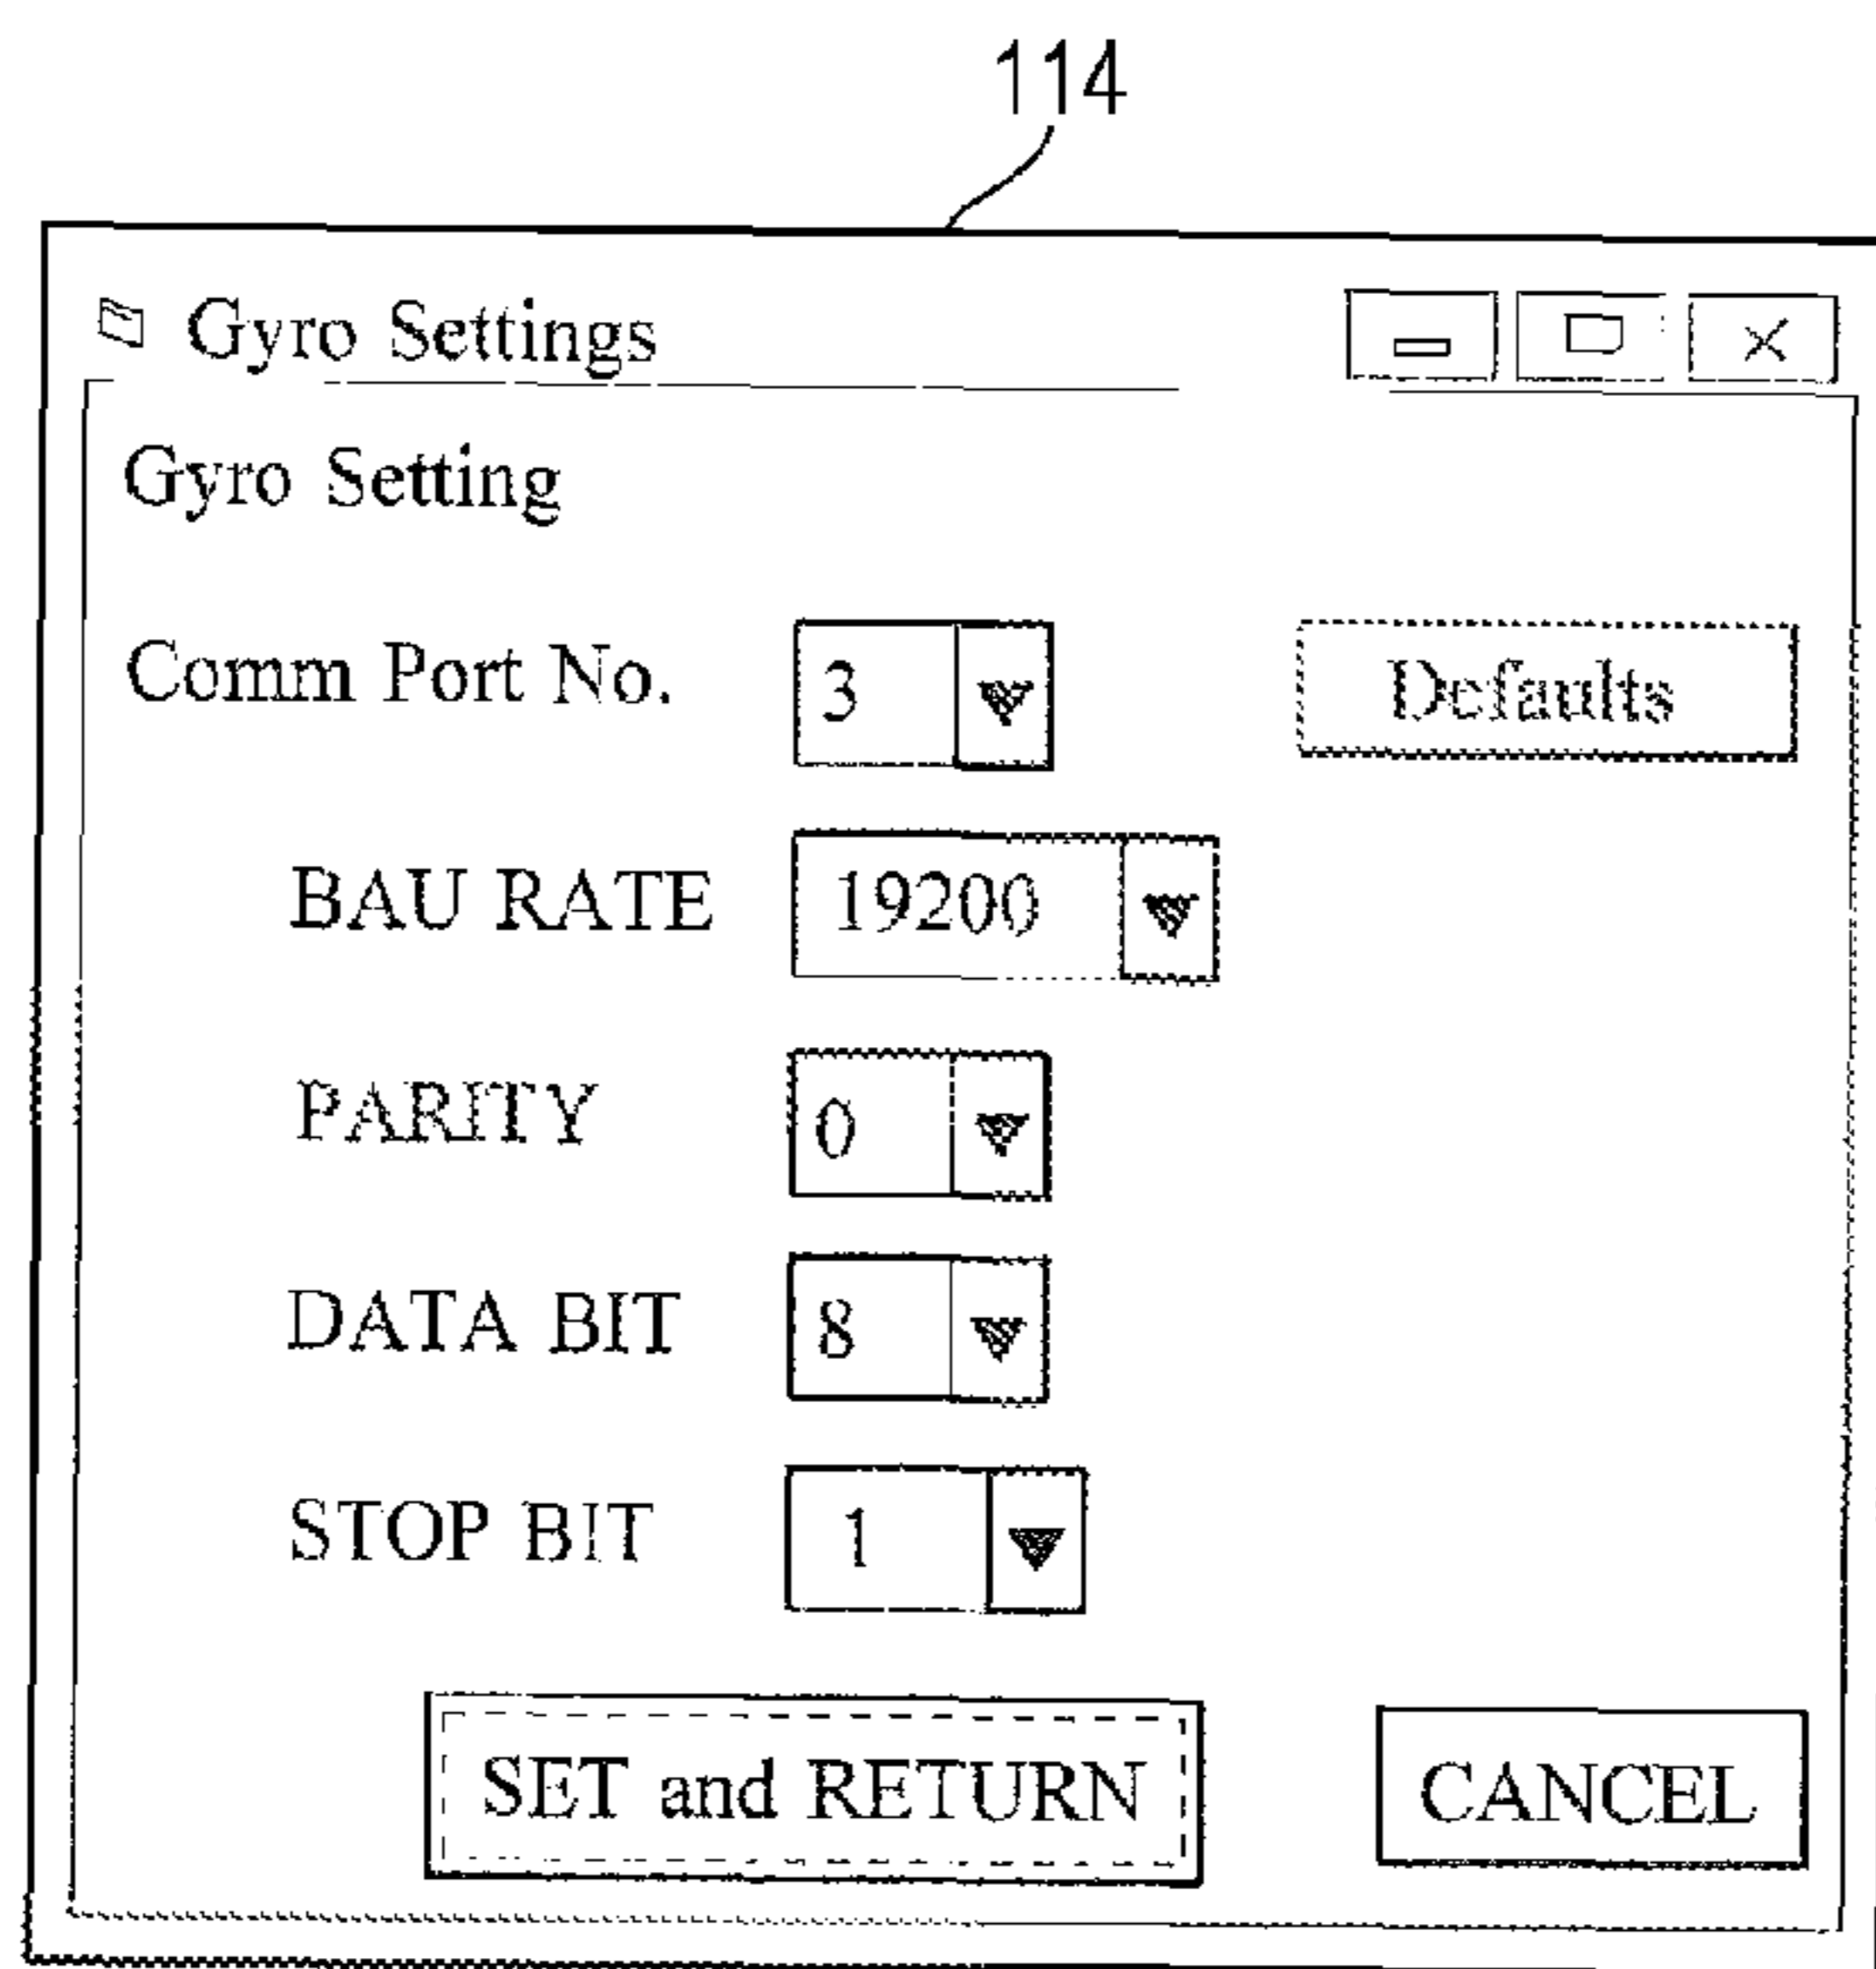 114
Gyro Settings
Gyro Setting
Comm Port No. 3 Defaults
BAU RATE 19200
PARITY 0
DATA BIT 8
STOP BIT 1
SET and RETURN CANCEL